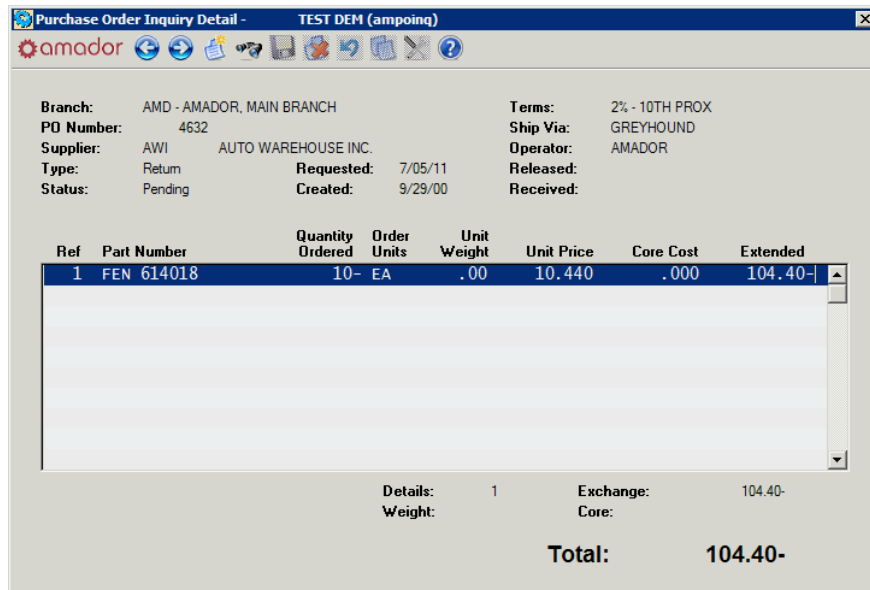 Purchase Order Inquiry Detail - TEST DEM (ampoinq)
amador
Branch: AMD - AMADOR, MAIN BRANCH Terms: 2% - 10TH PROX
PO Number: 4632 Ship Via: GREYHOUND
Supplier: AWI AUTO WAREHOUSE INC. Operator: AMADOR
Type: Return Requested: 7/05/11 Released:
Status: Pending Created: 9/29/00 Received:
Quantity Order Unit
Ref Part Number Ordered Units Weight Unit Price Core Cost Extended
1 FEN 614018 10- EA .00 10.440 .000 104.40-
Details: 1 Exchange: 104.40-
Weight: Core:
Total: 104.40-